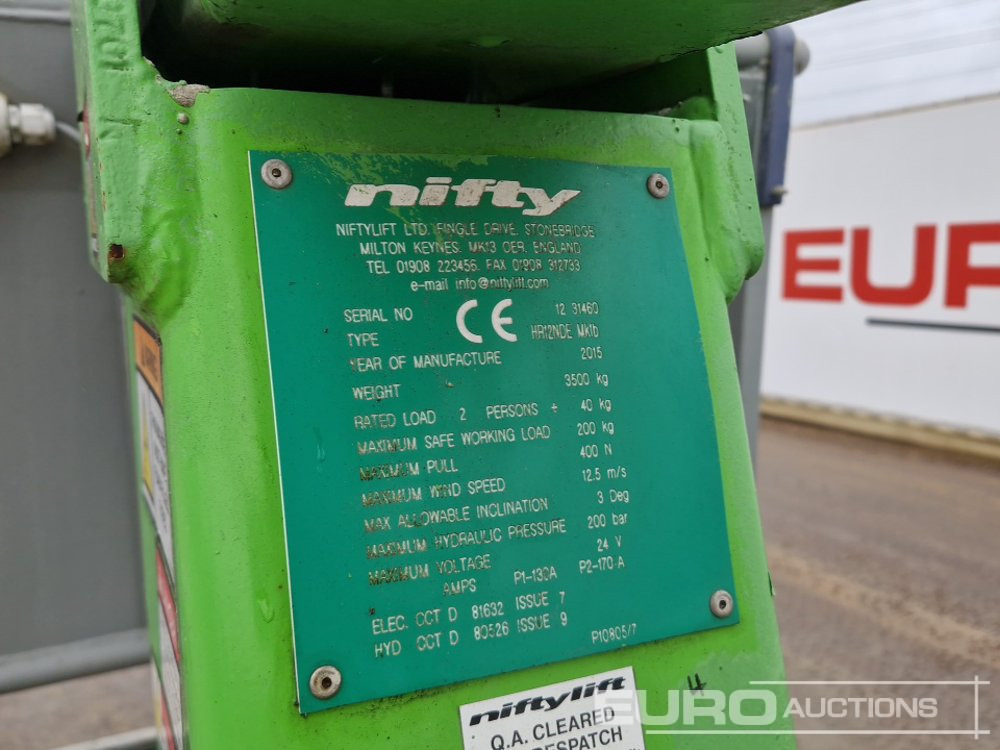 nifty
NIFTYLIFT LTD. FINGLE DRIVE. STONEBRIDGE
MILTON KEYNES. MK13 OER. ENGLAND
TEL 01908 223456. FAX 01908 312733
e-mail info@niftylift.com
CE
SERIAL NO 12 31460
TYPE HR12NDE MK1b
YEAR OF MANUFACTURE 2015
WEIGHT 3500 kg
RATED LOAD 2 PERSONS + 40 kg
MAXIMUM SAFE WORKING LOAD 200 kg
MAXIMUM PULL 400 N
MAXIMUM WIND SPEED 12.5 m/s
MAX ALLOWABLE INCLINATION 3 Deg
MAXIMUM HYDRAULIC PRESSURE 200 bar
MAXIMUM VOLTAGE 24 V
AMPS P1-130A P2-170 A
ELEC. CCT D 81632 ISSUE 7
HYD CCT D 80526 ISSUE 9
P10805/7
niftylift
Q.A. CLEARED
DESPATCH
4
EUR
EURO AUCTIONS